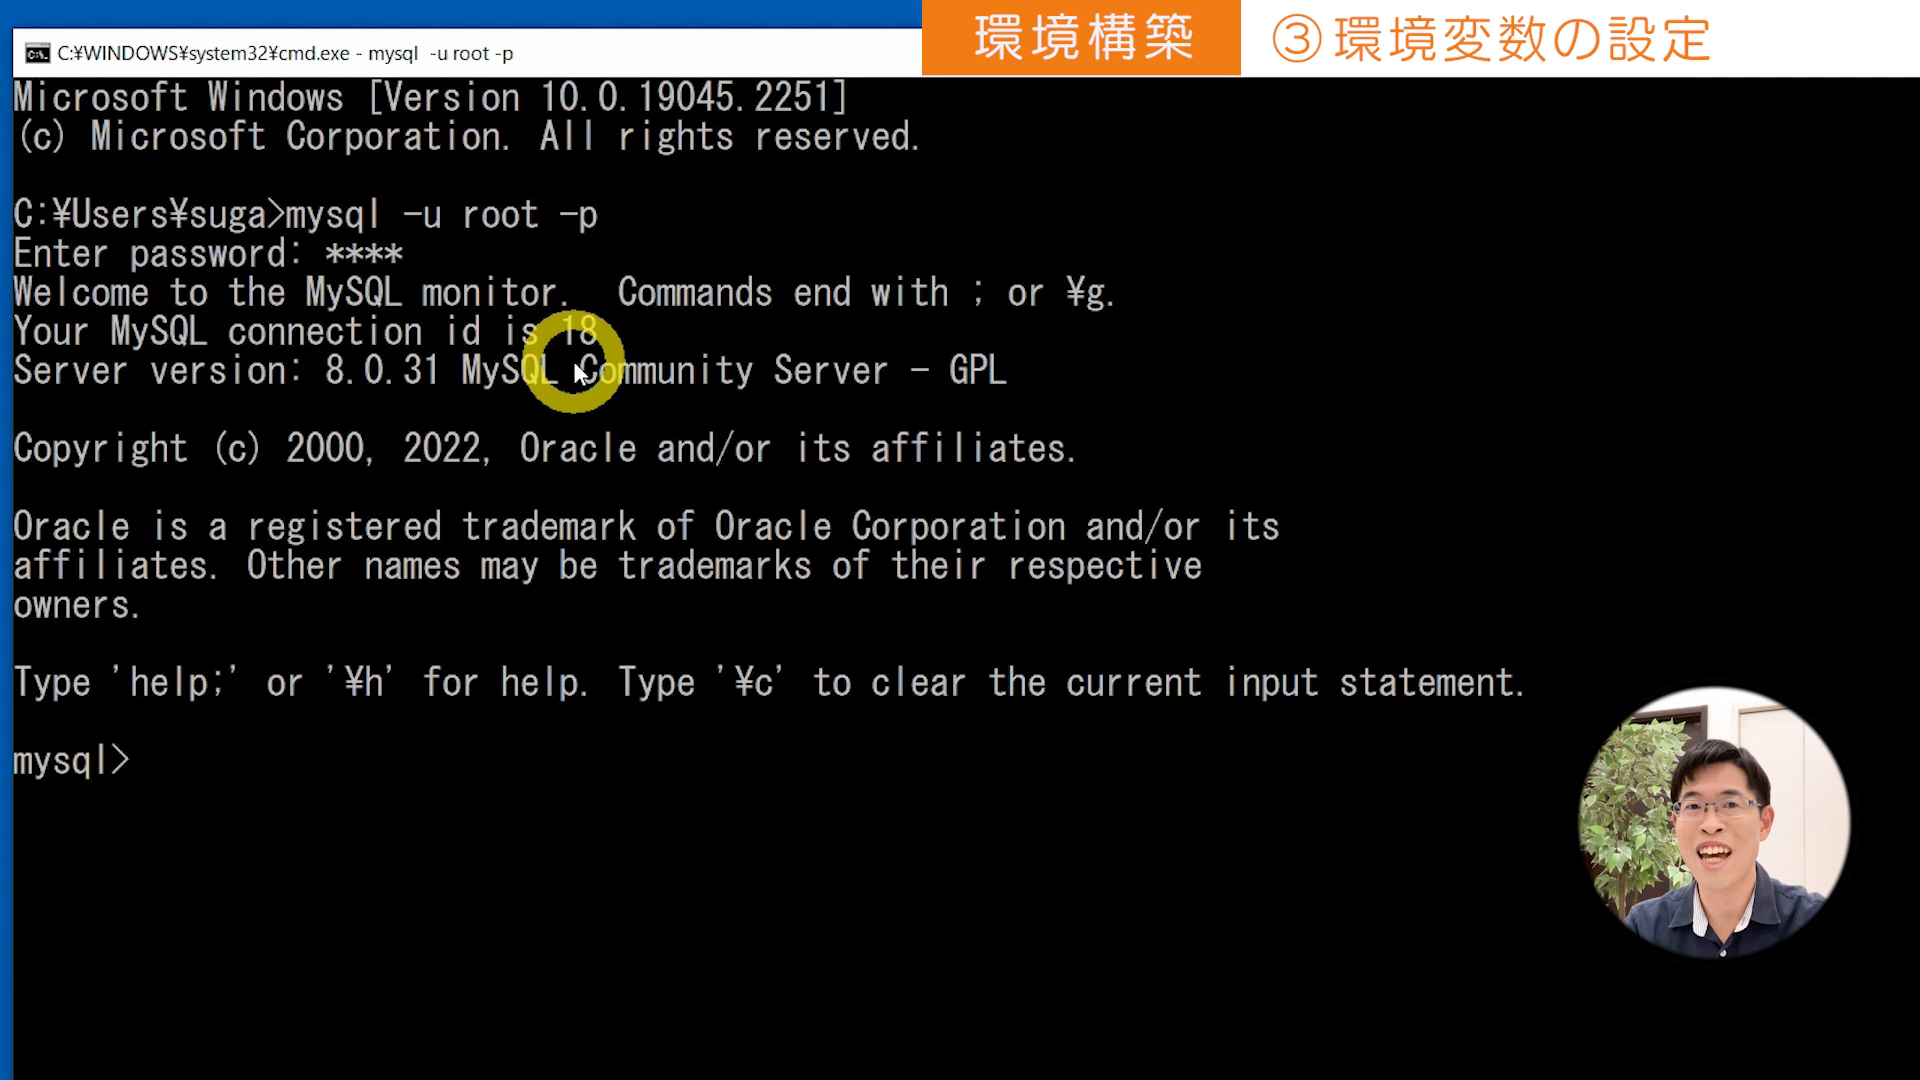 環境構築 ③環境変数の設定
C:¥WINDOWS¥system32¥cmd.exe - mysql  -u root -p
Microsoft Windows [Version 10.0.19045.2251]
(c) Microsoft Corporation. All rights reserved.
C:¥Users¥suga>mysql -u root -p
Enter password: ****
Welcome to the MySQL monitor.  Commands end with ; or ¥g.
Your MySQL connection id is 18
Server version: 8.0.31 MySQL Community Server - GPL
Copyright (c) 2000, 2022, Oracle and/or its affiliates.
Oracle is a registered trademark of Oracle Corporation and/or its
affiliates. Other names may be trademarks of their respective
owners.
Type 'help;' or '¥h' for help. Type '¥c' to clear the current input statement.
mysql>